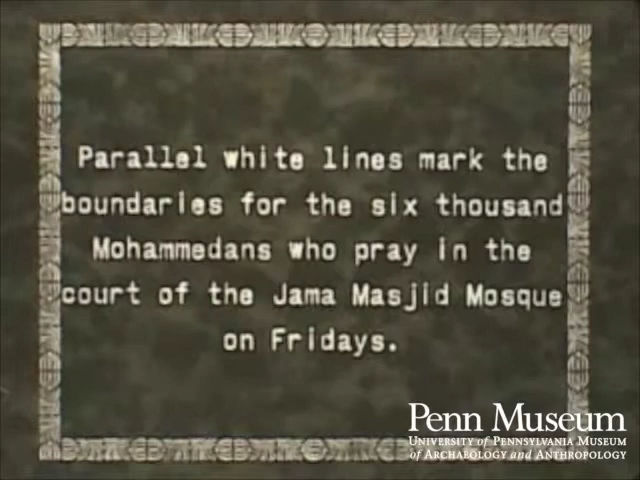 Parallel white lines mark the
boundaries for the six thousand
Mohammedans who pray in the
court of the Jama Masjid Mosque
on Fridays.
Penn Museum
University of Pennsylvania Museum
of Archaeology and Anthropology